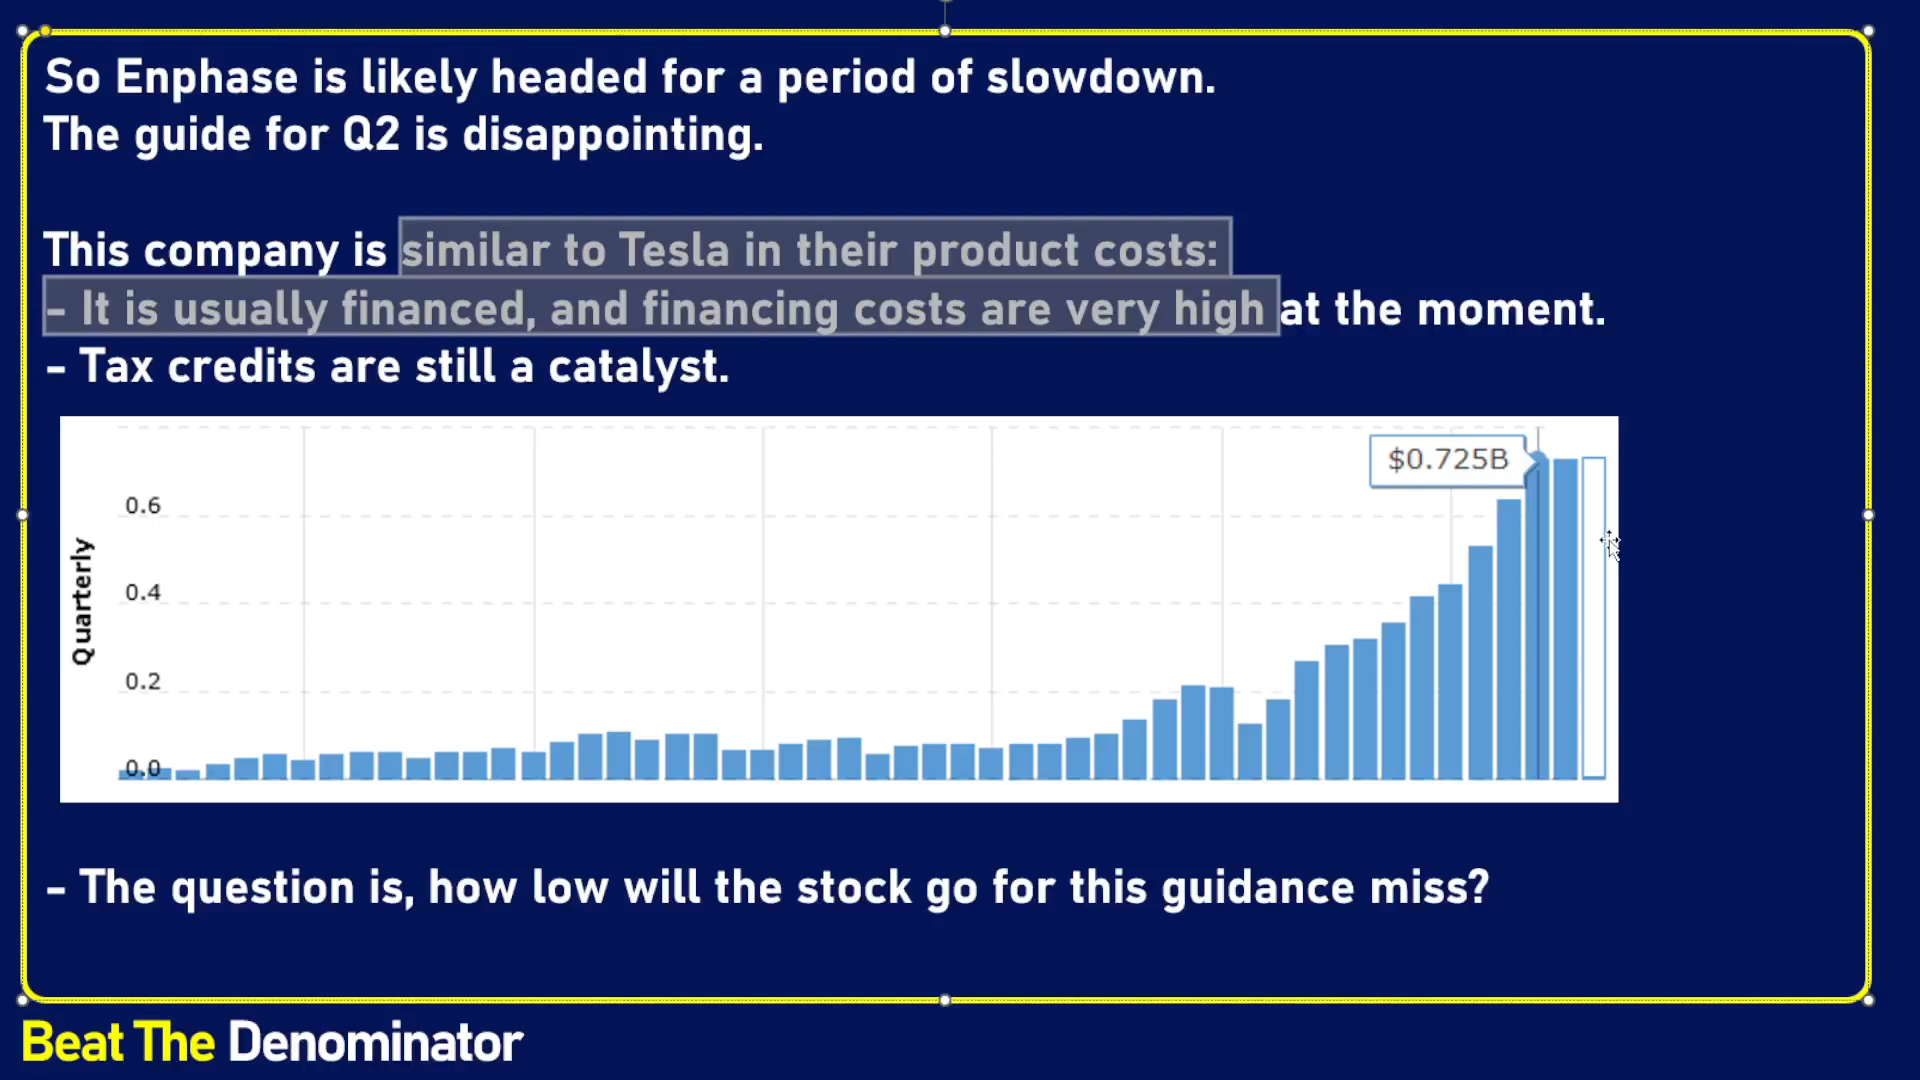 So Enphase is likely headed for a period of slowdown.
The guide for Q2 is disappointing.
This company is similar to Tesla in their product costs:
- It is usually financed, and financing costs are very high at the moment.
- Tax credits are still a catalyst.
$0.725B
0.6
0.4
0.2
0.0
Quarterly
- The question is, how low will the stock go for this guidance miss?
Beat The Denominator